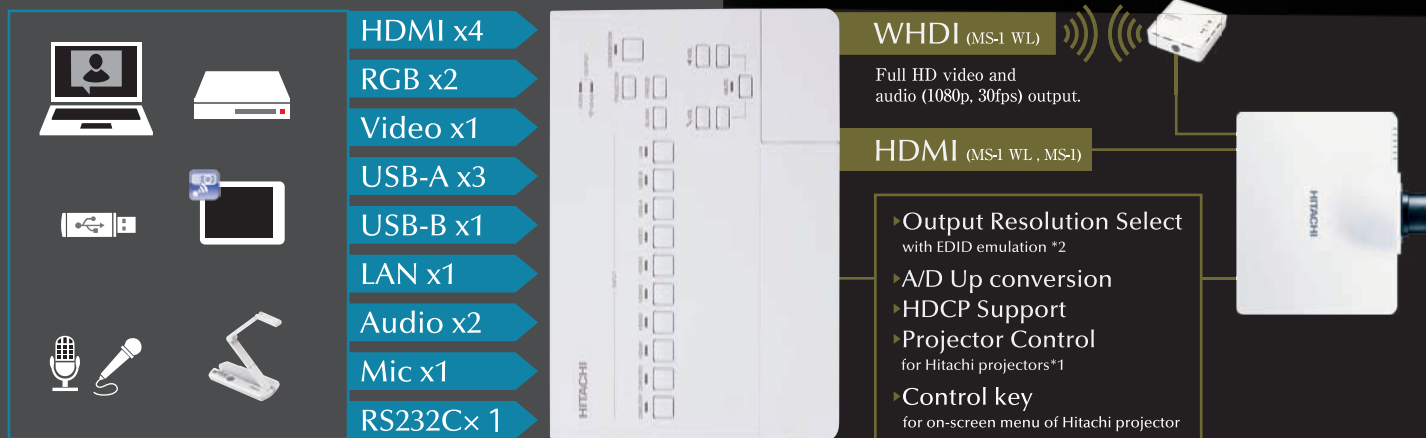 HDMI x4
RGB x2
Video x1
USB-A x3
USB-B x1
LAN x1
Audio x2
Mic x1
RS232C× 1
HITACHI
WHDI (MS-1 WL)
Full HD video and
audio (1080p, 30fps) output.
HDMI (MS-1 WL , MS-1)
▸Output Resolution Select
with EDID emulation *2
▸A/D Up conversion
▸HDCP Support
▸Projector Control
for Hitachi projectors*1
▸Control key
for on-screen menu of Hitachi projector
HITACHI